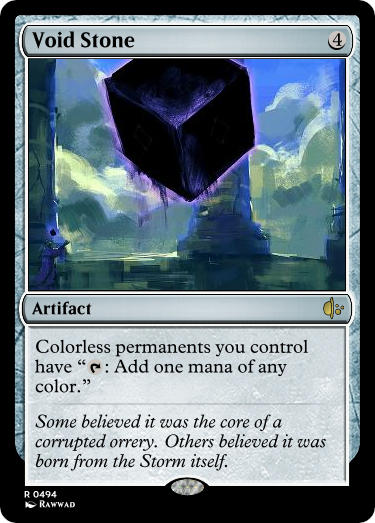 Void Stone 4
Artifact
Colorless permanents you control
have “: Add one mana of any
color.”
Some believed it was the core of a
corrupted orrery. Others believed it was
born from the Storm itself.
R 0494
Rawwad